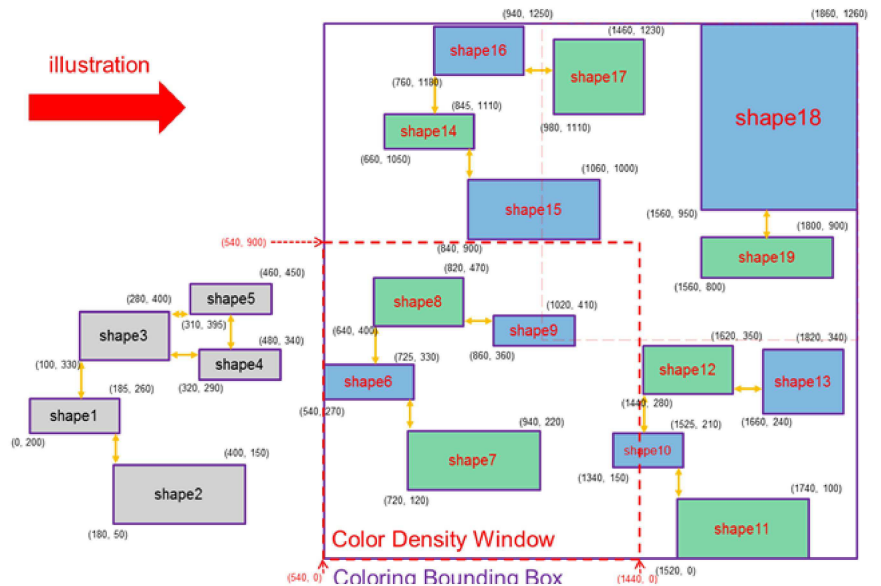 (940, 1250)
(1860, 1260)
(1460, 1230)
shape16
illustration
shape17
(760, 1180)
(845, 1110)
shape14
shape18
(980, 1110)
(660, 1050)
(1060, 1000)
shape15
(1560, 950)
(1800, 900)
(540, 900)
(840, 900)
shape19
(820, 470)
(460, 450)
(1560, 800)
(280, 400)
shape5
shape8
(1020, 410)
(310, 395)
shape3
(640, 400)
shape9
(480, 340)
(1620, 350)
(1820, 340)
(100, 330)
shape4
(725, 330)
(860, 360)
shape12
shape6
shape13
(185, 260)
(320, 290)
(1440, 280)
shape1
(540, 270)
(940, 220)
(1525, 210)
(1660, 240)
(0, 200)
(400, 150)
shape10
shape7
(1340, 150)
(1740, 100)
shape2
(720, 120)
(180, 50)
shape11
Color Density Window
(1520, 0)
(540, 0)
Coloring Bounding Box
(1440, 0)